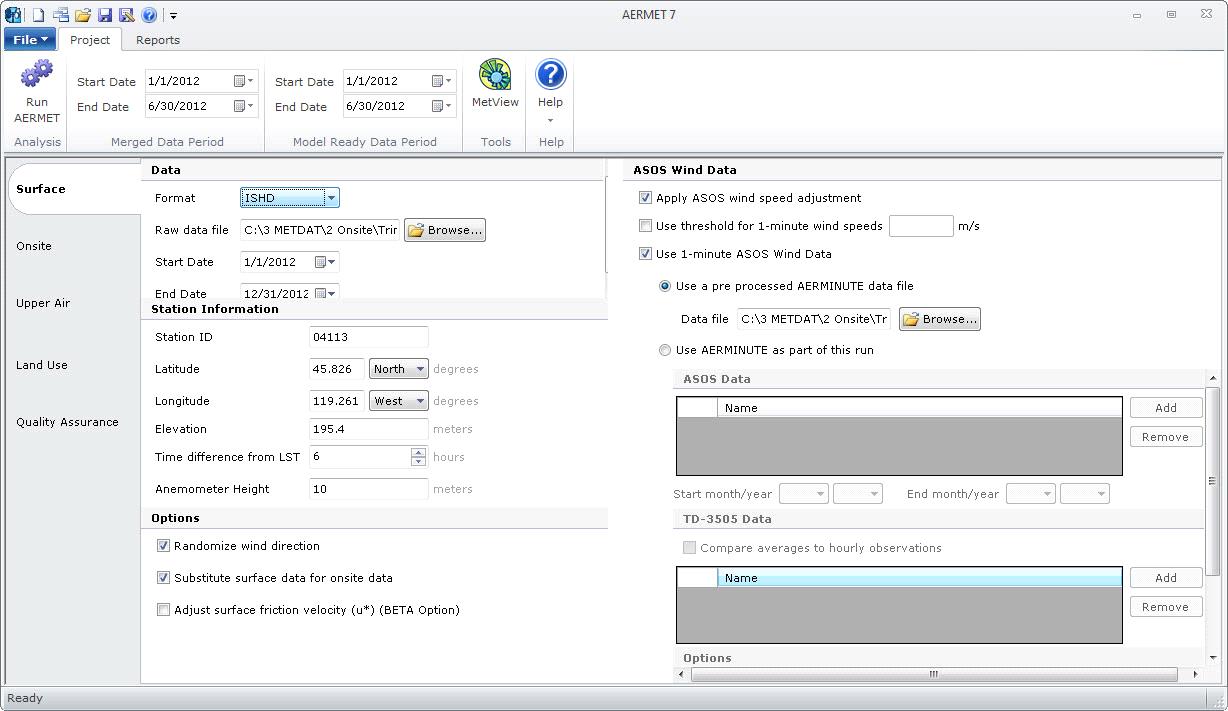 AERMET 7
File
Project
Reports
Run
AERMET
Analysis
Start Date 1/1/2012
End Date 6/30/2012
Merged Data Period
Start Date 1/1/2012
End Date 6/30/2012
Model Ready Data Period
MetView
Tools
Help
Help
Surface
Onsite
Upper Air
Land Use
Quality Assurance
Data
Format ISHD
Raw data file C:\3 METDAT\2 Onsite\Trir Browse...
Start Date 1/1/2012
End Date 12/31/2012
Station Information
Station ID 04113
Latitude 45.826 North degrees
Longitude 119.261 West degrees
Elevation 195.4 meters
Time difference from LST 6 hours
Anemometer Height 10 meters
Options
Randomize wind direction
Substitute surface data for onsite data
Adjust surface friction velocity (u*) (BETA Option)
ASOS Wind Data
Apply ASOS wind speed adjustment
Use threshold for 1-minute wind speeds m/s
Use 1-minute ASOS Wind Data
Use a pre processed AERMINUTE data file
Data file C:\3 METDAT\2 Onsite\Tr Browse...
Use AERMINUTE as part of this run
ASOS Data
Name
Add
Remove
Start month/year End month/year
TD-3505 Data
Compare averages to hourly observations
Name
Add
Remove
Options
Ready